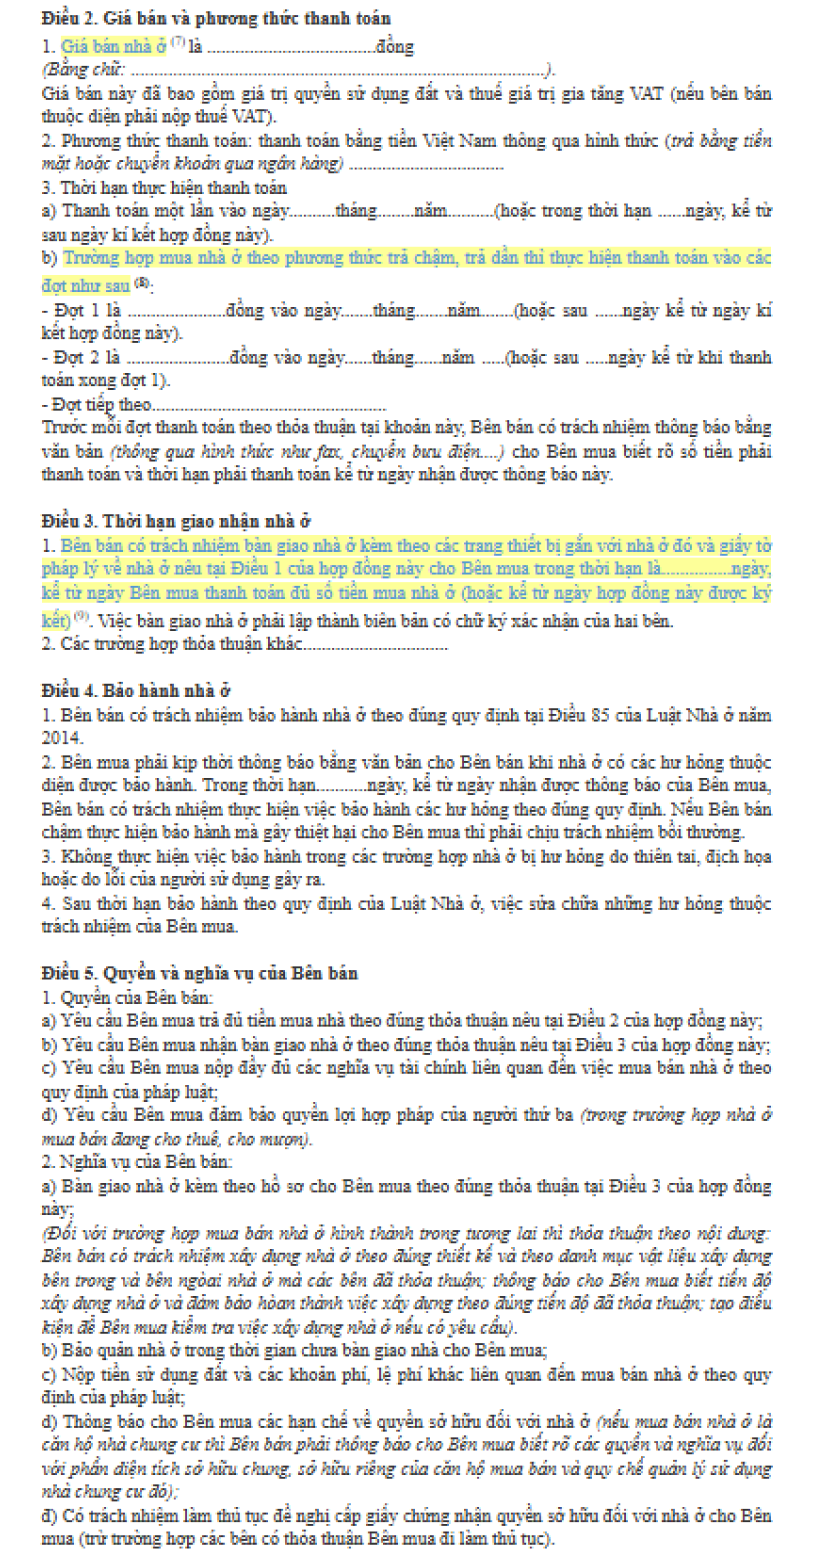 Điều 2. Giá bán và phương thức thanh toán
1. Giá bán nhà ở (7) là .....................................đồng
(Bằng chữ: ...........................................................................................).
Giá bán này đã bao gồm giá trị quyền sử dụng đất và thuế giá trị gia tăng VAT (nếu bên bán
thuộc diện phải nộp thuế VAT).
2. Phương thức thanh toán: thanh toán bằng tiền Việt Nam thông qua hình thức (trả bằng tiền
mặt hoặc chuyển khoản qua ngân hàng) ..................................
3. Thời hạn thực hiện thanh toán
a) Thanh toán một lần vào ngày..........tháng........năm..........(hoặc trong thời hạn ......ngày, kể từ
sau ngày kí kết hợp đồng này).
b) Trường hợp mua nhà ở theo phương thức trả chậm, trả dần thì thực hiện thanh toán vào các
đợt như sau (8):
- Đợt 1 là ......................đồng vào ngày.......tháng.......năm.......(hoặc sau ......ngày kể từ ngày kí
kết hợp đồng này).
- Đợt 2 là .......................đồng vào ngày......tháng......năm .....(hoặc sau .....ngày kể từ khi thanh
toán xong đợt 1).
- Đợt tiếp theo....................................................
Trước mỗi đợt thanh toán theo thỏa thuận tại khoản này, Bên bán có trách nhiệm thông báo bằng
văn bản (thông qua hình thức như fax, chuyển bưu điện....) cho Bên mua biết rõ số tiền phải
thanh toán và thời hạn phải thanh toán kể từ ngày nhận được thông báo này.
Điều 3. Thời hạn giao nhận nhà ở
1. Bên bán có trách nhiệm bàn giao nhà ở kèm theo các trang thiết bị gắn với nhà ở đó và giấy tờ
pháp lý về nhà ở nêu tại Điều 1 của hợp đồng này cho Bên mua trong thời hạn là................ngày,
kể từ ngày Bên mua thanh toán đủ số tiền mua nhà ở (hoặc kể từ ngày hợp đồng này được ký
kết) (9). Việc bàn giao nhà ở phải lập thành biên bản có chữ ký xác nhận của hai bên.
2. Các trường hợp thỏa thuận khác................................
Điều 4. Bảo hành nhà ở
1. Bên bán có trách nhiệm bảo hành nhà ở theo đúng quy định tại Điều 85 của Luật Nhà ở năm
2014.
2. Bên mua phải kịp thời thông báo bằng văn bản cho Bên bán khi nhà ở có các hư hỏng thuộc
diện được bảo hành. Trong thời hạn...........ngày, kể từ ngày nhận được thông báo của Bên mua,
Bên bán có trách nhiệm thực hiện việc bảo hành các hư hỏng theo đúng quy định. Nếu Bên bán
chậm thực hiện bảo hành mà gây thiệt hại cho Bên mua thì phải chịu trách nhiệm bồi thường.
3. Không thực hiện việc bảo hành trong các trường hợp nhà ở bị hư hỏng do thiên tai, địch họa
hoặc do lỗi của người sử dụng gây ra.
4. Sau thời hạn bảo hành theo quy định của Luật Nhà ở, việc sửa chữa những hư hỏng thuộc
trách nhiệm của Bên mua.
Điều 5. Quyền và nghĩa vụ của Bên bán
1. Quyền của Bên bán:
a) Yêu cầu Bên mua trả đủ tiền mua nhà theo đúng thỏa thuận nêu tại Điều 2 của hợp đồng này;
b) Yêu cầu Bên mua nhận bàn giao nhà ở theo đúng thỏa thuận nêu tại Điều 3 của hợp đồng này;
c) Yêu cầu Bên mua nộp đầy đủ các nghĩa vụ tài chính liên quan đến việc mua bán nhà ở theo
quy định của pháp luật;
d) Yêu cầu Bên mua đảm bảo quyền lợi hợp pháp của người thứ ba (trong trường hợp nhà ở
mua bán đang cho thuê, cho mượn).
2. Nghĩa vụ của Bên bán:
a) Bàn giao nhà ở kèm theo hồ sơ cho Bên mua theo đúng thỏa thuận tại Điều 3 của hợp đồng
này;
(Đối với trường hợp mua bán nhà ở hình thành trong tương lai thì thỏa thuận theo nội dung:
Bên bán có trách nhiệm xây dựng nhà ở theo đúng thiết kế và theo danh mục vật liệu xây dựng
bên trong và bên ngòai nhà ở mà các bên đã thỏa thuận; thông báo cho Bên mua biết tiến độ
xây dựng nhà ở và đảm bảo hòan thành việc xây dựng theo đúng tiến độ đã thỏa thuận; tạo điều
kiện để Bên mua kiểm tra việc xây dựng nhà ở nếu có yêu cầu).
b) Bảo quản nhà ở trong thời gian chưa bàn giao nhà cho Bên mua;
c) Nộp tiền sử dụng đất và các khoản phí, lệ phí khác liên quan đến mua bán nhà ở theo quy
định của pháp luật;
d) Thông báo cho Bên mua các hạn chế về quyền sở hữu đối với nhà ở (nếu mua bán nhà ở là
căn hộ nhà chung cư thì Bên bán phải thông báo cho Bên mua biết rõ các quyền và nghĩa vụ đối
với phần diện tích sở hữu chung, sở hữu riêng của căn hộ mua bán và quy chế quản lý sử dụng
nhà chung cư đó);
đ) Có trách nhiệm làm thủ tục đề nghị cấp giấy chứng nhận quyền sở hữu đối với nhà ở cho Bên
mua (trừ trường hợp các bên có thỏa thuận Bên mua đi làm thủ tục).